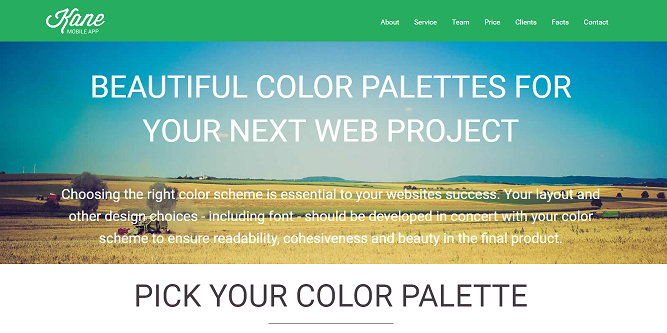 Kane
MOBILE APP
About Service Team Price Clients Facts Contact
BEAUTIFUL COLOR PALETTES FOR
YOUR NEXT WEB PROJECT
Choosing the right color scheme is essential to your websites success. Your layout and
other design choices - including font - should be developed in concert with your color
scheme to ensure readability, cohesiveness and beauty in the final product.
PICK YOUR COLOR PALETTE